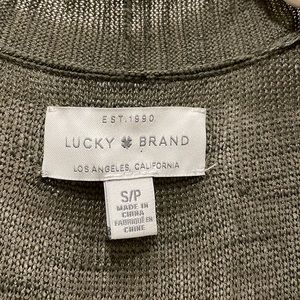 EST. 1990
LUCKY BRAND
LOS ANGELES, CALIFORNIA
S/P
MADE IN
CHINA
FABRIQUÉ EN
CHINE